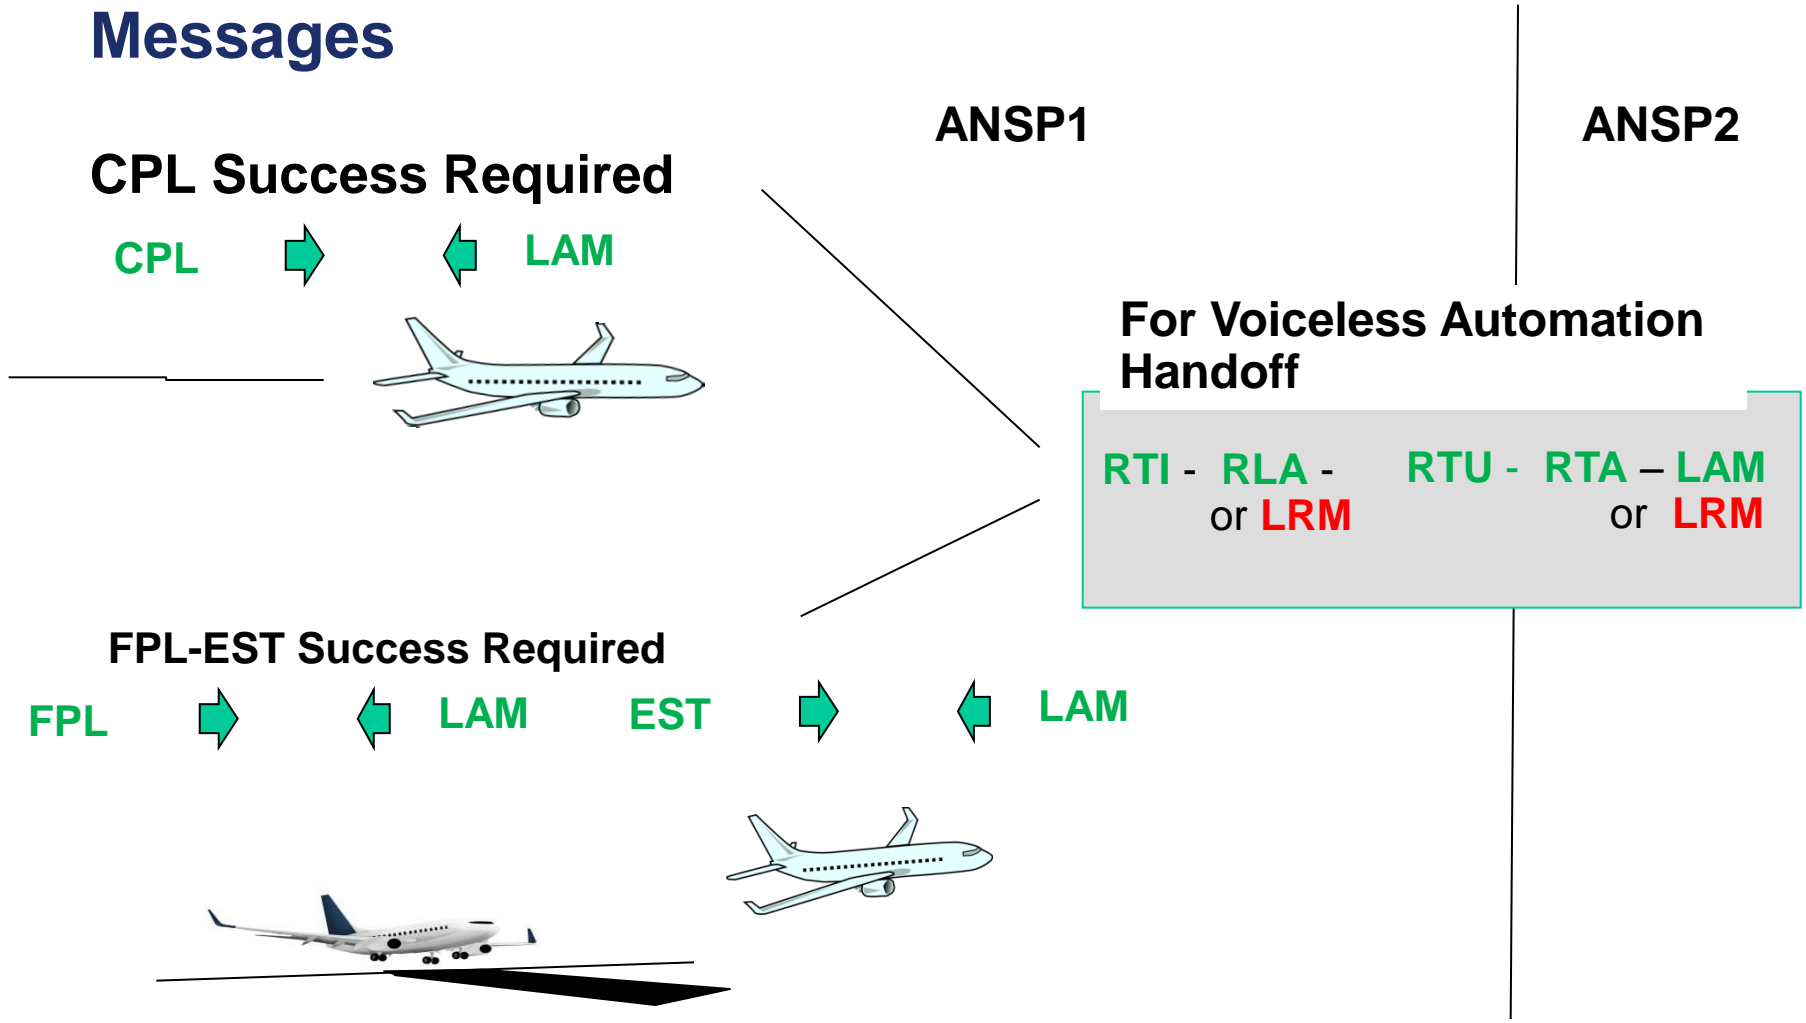 Messages
ANSP1
ANSP2
CPL Success Required
CPL
LAM
For Voiceless Automation
Handoff
RTI - RLA -
or LRM
RTU - RTA – LAM
or LRM
FPL-EST Success Required
FPL
LAM
EST
LAM